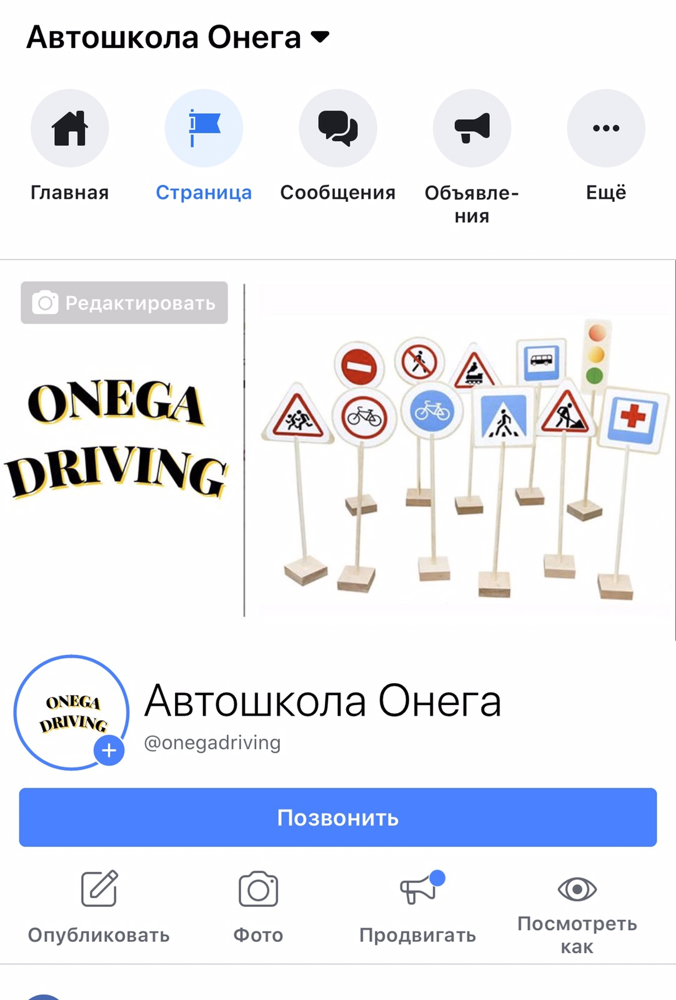 Автошкола Онега
Главная
Страница
Сообщения
Объявле-
ния
Ещё
Редактировать
ONEGA
DRIVING
ONEGA
DRIVING
Автошкола Онега
@onegadriving
Позвонить
Опубликовать
Фото
Продвигать
Посмотреть
как